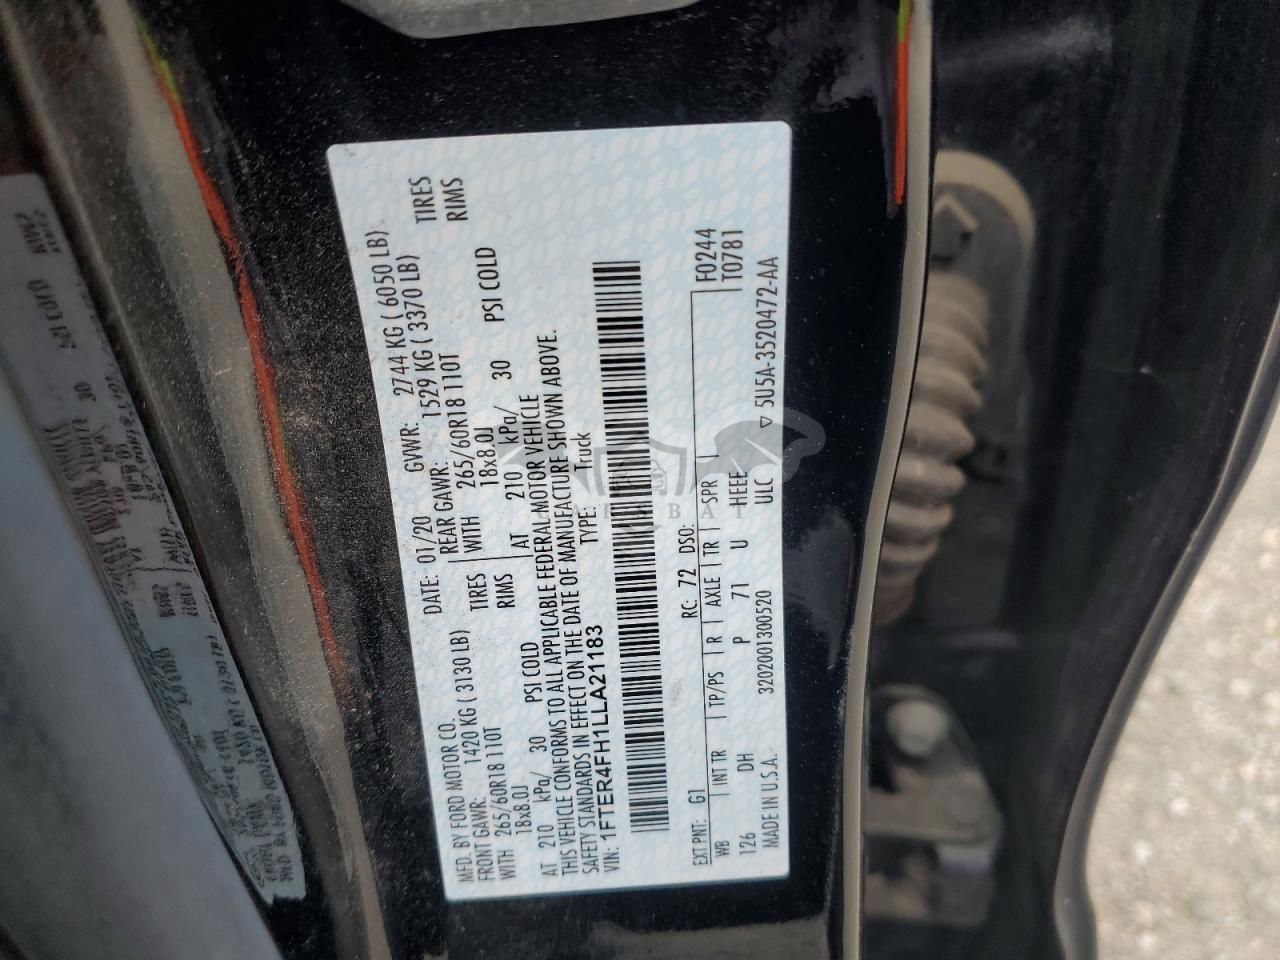 MFD. BY FORD MOTOR CO.
DATE: 01/20 GVWR: 2744 KG ( 6050 LB)
FRONT GAWR: 1420 KG ( 3130 LB) REAR GAWR: 1529 KG ( 3370 LB)
WITH 265/60R18 110T TIRES WITH 265/60R18 110T TIRES
18x8.0J RIMS 18x8.0J RIMS
AT 210 kPa/ 30 PSI COLD AT 210 kPa/ 30 PSI COLD
THIS VEHICLE CONFORMS TO ALL APPLICABLE FEDERAL MOTOR VEHICLE
SAFETY STANDARDS IN EFFECT ON THE DATE OF MANUFACTURE SHOWN ABOVE.
VIN: 1FTER4FH1LLA21183 TYPE: Truck
EXT PNT: G1 RC: 72 DSO: F0244
WB INT TR TP/PS R AXLE TR SPR T0781
126 DH P 71 U HEEE
MADE IN U.S.A. 3202001300520 ULC ▽ 5U5A-3520472-AA